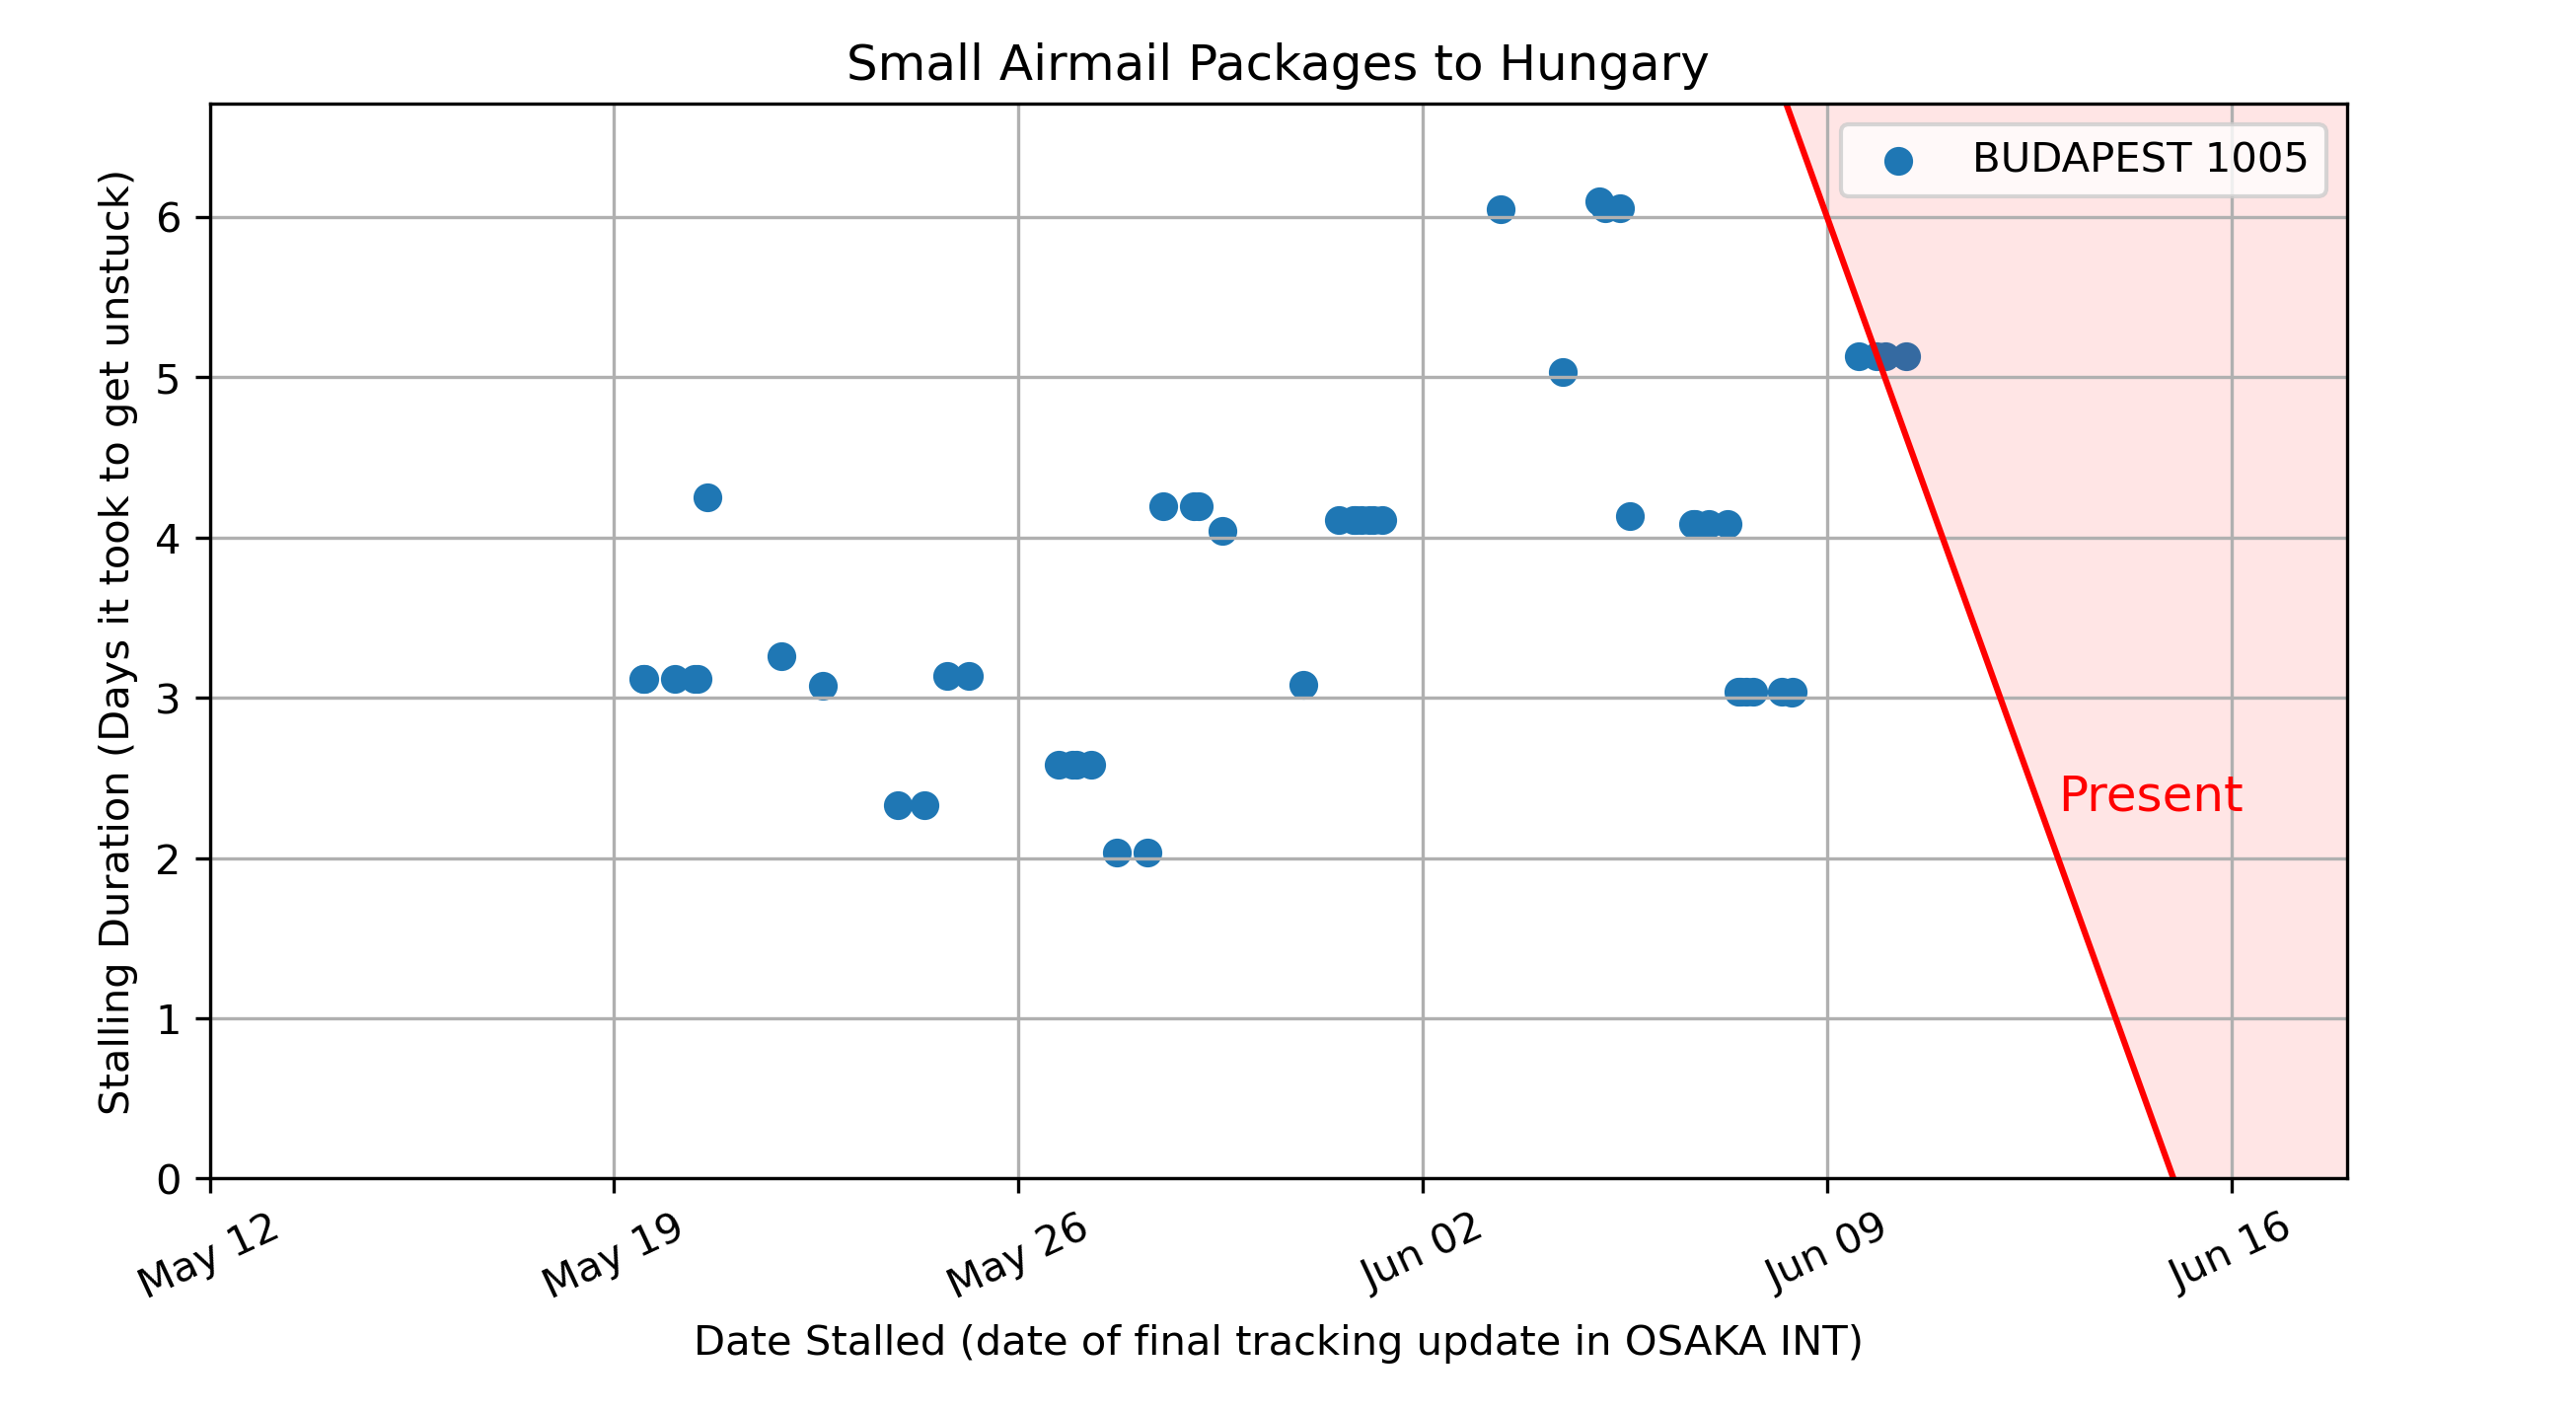 Small Airmail Packages to Hungary
BUDAPEST 1005
Stalling Duration (Days it took to get unstuck)
6
5
4
3
2
1
0
Present
May 12
May 19
May 26
Jun 02
Jun 09
Jun 16
Date Stalled (date of final tracking update in OSAKA INT)